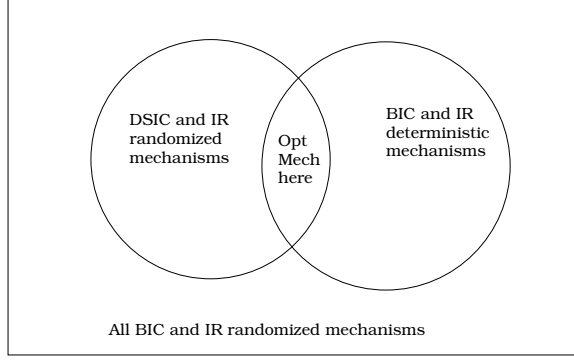 DSIC and IR
randomized
mechanisms
Opt
Mech
here
BIC and IR
deterministic
mechanisms
All BIC and IR randomized mechanisms